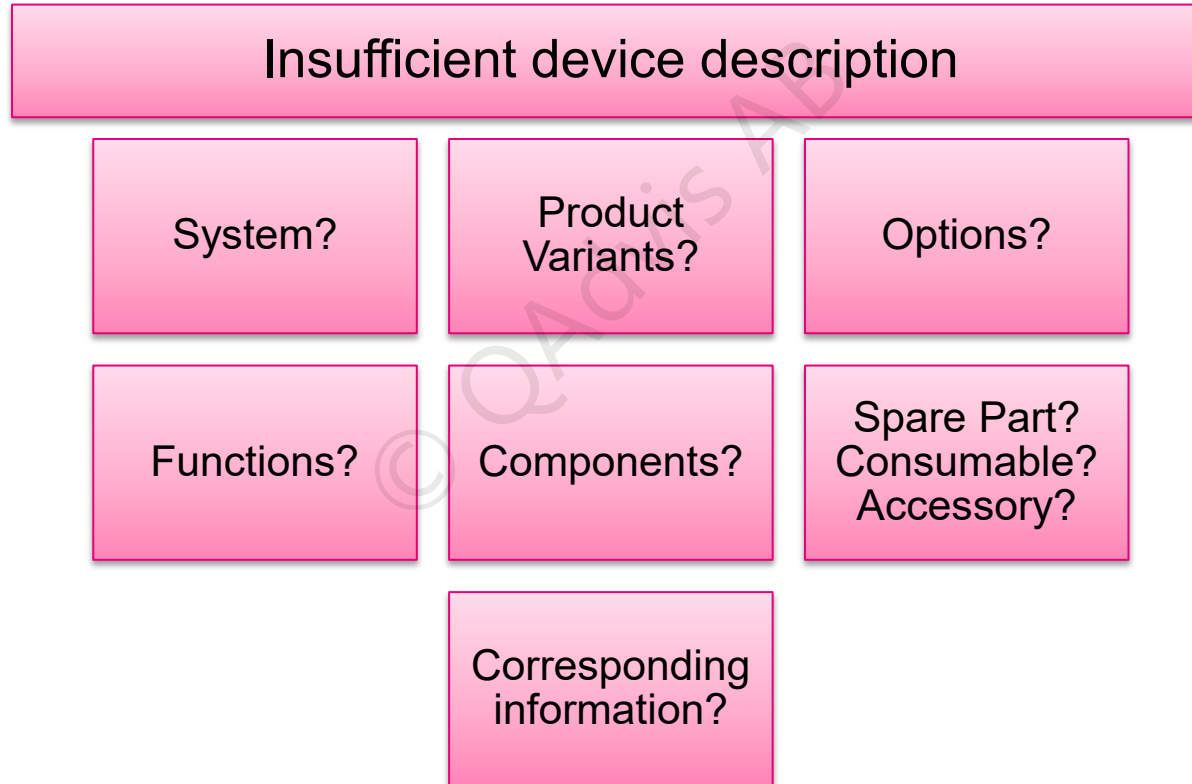 Insufficient device description
System?
Product
Variants?
Options?
Functions?
Components?
Spare Part?
Consumable?
Accessory?
Corresponding
information?
© QAdvis AB